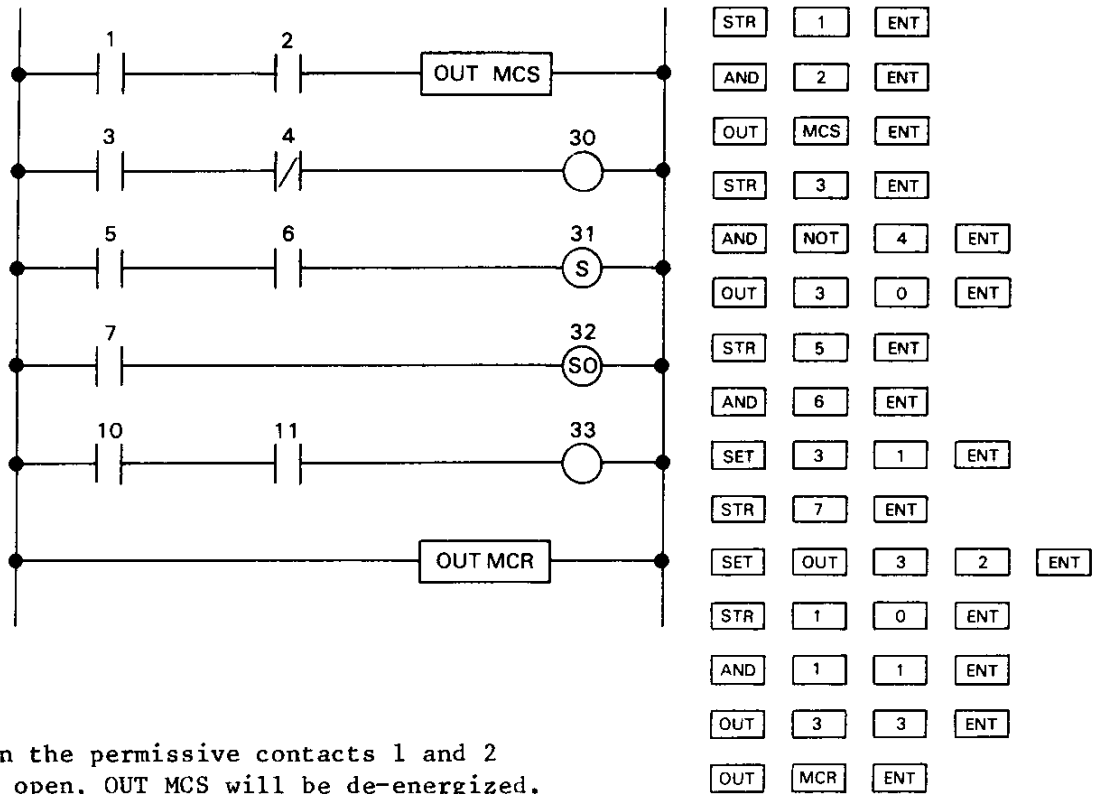 1 2
OUT MCS
3 4 30
5 6 31
S
7 32
SO
10 11 33
OUT MCR
n the permissive contacts 1 and 2
open, OUT MCS will be de-energized.
STR 1 ENT
AND 2 ENT
OUT MCS ENT
STR 3 ENT
AND NOT 4 ENT
OUT 3 0 ENT
STR 5 ENT
AND 6 ENT
SET 3 1 ENT
STR 7 ENT
SET OUT 3 2 ENT
STR 1 0 ENT
AND 1 1 ENT
OUT 3 3 ENT
OUT MCR ENT